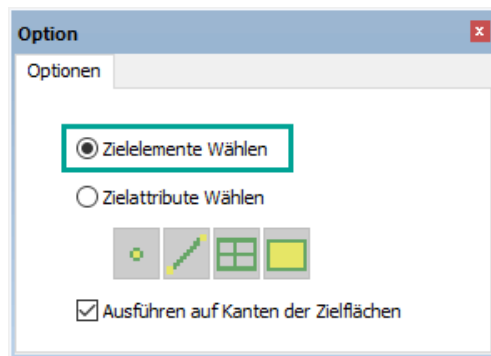 Option
Optionen
Zielelemente Wählen
Zielattribute Wählen
Ausführen auf Kanten der Zielflächen